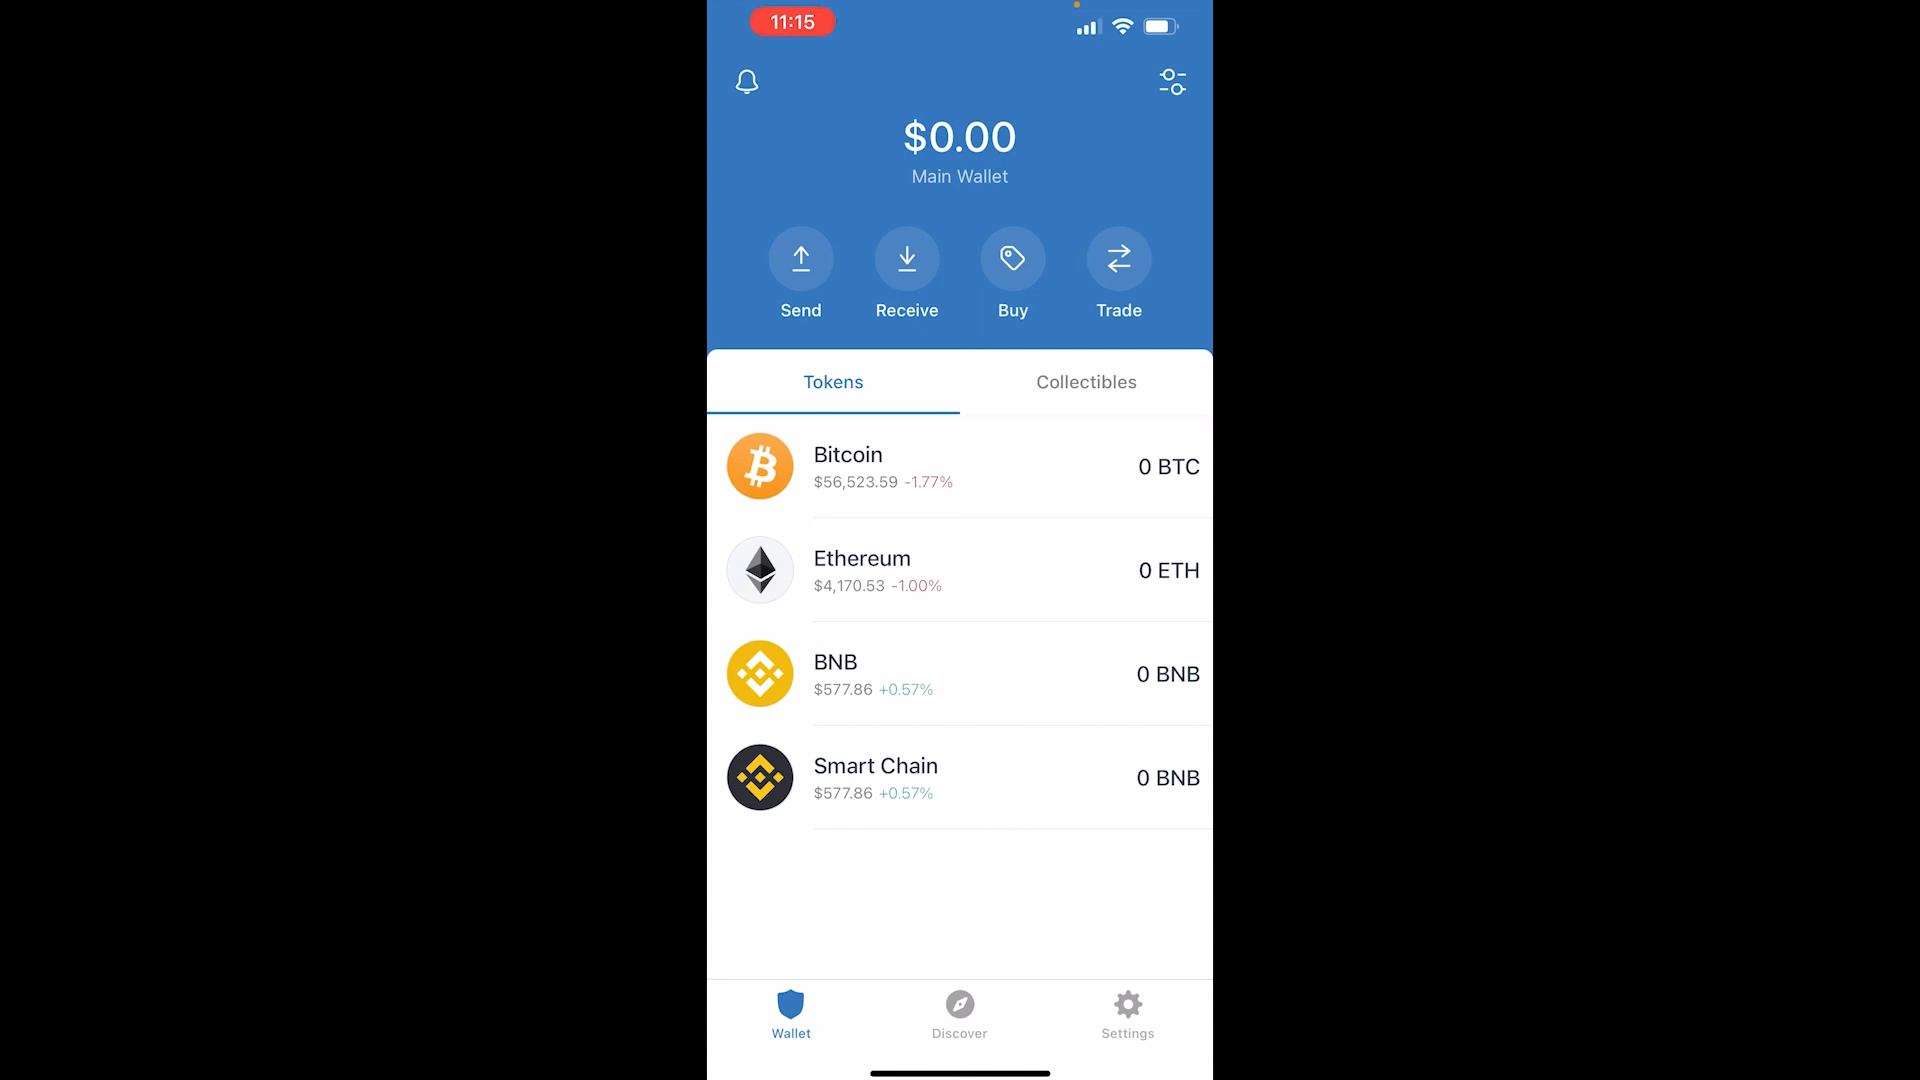 11:15
$0.00
Main Wallet
Send Receive Buy Trade
Tokens Collectibles
Bitcoin
$56,523.59 -1.77%
0 BTC
Ethereum
$4,170.53 -1.00%
0 ETH
BNB
$577.86 +0.57%
0 BNB
Smart Chain
$577.86 +0.57%
0 BNB
Wallet Discover Settings